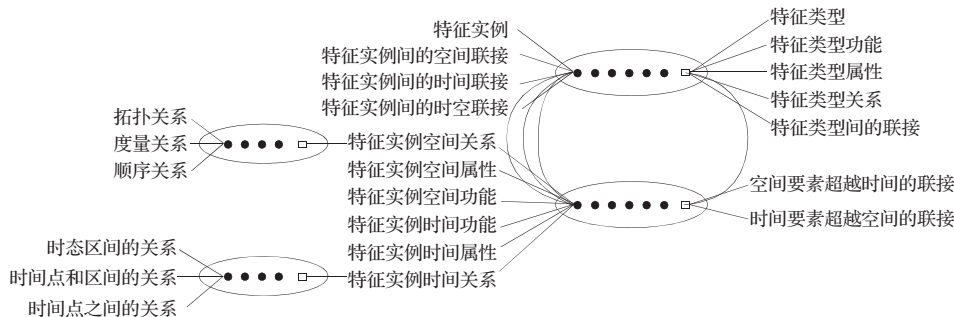 特征实例
特征实例间的空间联接
特征实例间的时间联接
特征实例间的时空联接
特征类型
特征类型功能
特征类型属性
特征类型关系
特征类型间的联接
拓扑关系
度量关系
顺序关系
特征实例空间关系
特征实例空间属性
特征实例空间功能
特征实例时间功能
特征实例时间属性
特征实例时间关系
空间要素超越时间的联接
时间要素超越空间的联接
时态区间的关系
时间点和区间的关系
时间点之间的关系